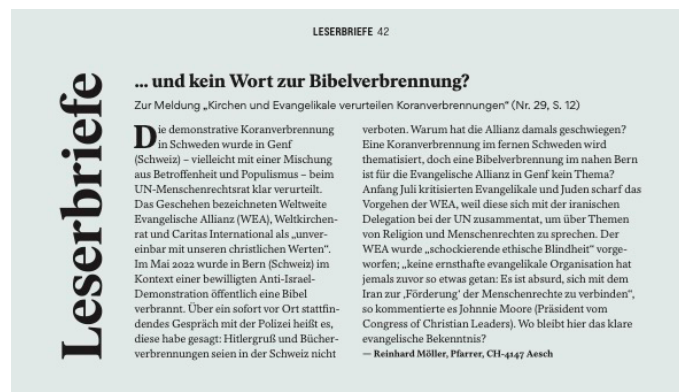 LESERBRIEFE 42
Leserbriefe
... und kein Wort zur Bibelverbrennung?
Zur Meldung „Kirchen und Evangelikale verurteilen Koranverbrennungen“ (Nr. 29, S. 12)
Die demonstrative Koranverbrennung
in Schweden wurde in Genf
(Schweiz) – vielleicht mit einer Mischung
aus Betroffenheit und Populismus – beim
UN-Menschenrechtsrat klar verurteilt.
Das Geschehen bezeichneten Weltweite
Evangelische Allianz (WEA), Weltkirchen-
rat und Caritas International als „unver-
einbar mit unseren christlichen Werten“.
Im Mai 2022 wurde in Bern (Schweiz) im
Kontext einer bewilligten Anti-Israel-
Demonstration öffentlich eine Bibel
verbrannt. Über ein sofort vor Ort stattfin-
dendes Gespräch mit der Polizei heißt es,
diese habe gesagt: Hitlergruß und Bücher-
verbrennungen seien in der Schweiz nicht
verboten. Warum hat die Allianz damals geschwiegen?
Eine Koranverbrennung im fernen Schweden wird
thematisiert, doch eine Bibelverbrennung im nahen Bern
ist für die Evangelische Allianz in Genf kein Thema?
Anfang Juli kritisierten Evangelikale und Juden scharf das
Vorgehen der WEA, weil diese sich mit der iranischen
Delegation bei der UN zusammentat, um über Themen
von Religion und Menschenrechten zu sprechen. Der
WEA wurde „schockierende ethische Blindheit“ vorge-
worfen; „keine ernsthafte evangelikale Organisation hat
jemals zuvor so etwas getan: Es ist absurd, sich mit dem
Iran zur ‚Förderung‘ der Menschenrechte zu verbinden“,
so kommentierte es Johnnie Moore (Präsident vom
Congress of Christian Leaders). Wo bleibt hier das klare
evangelische Bekenntnis?
— Reinhard Möller, Pfarrer, CH-4147 Aesch